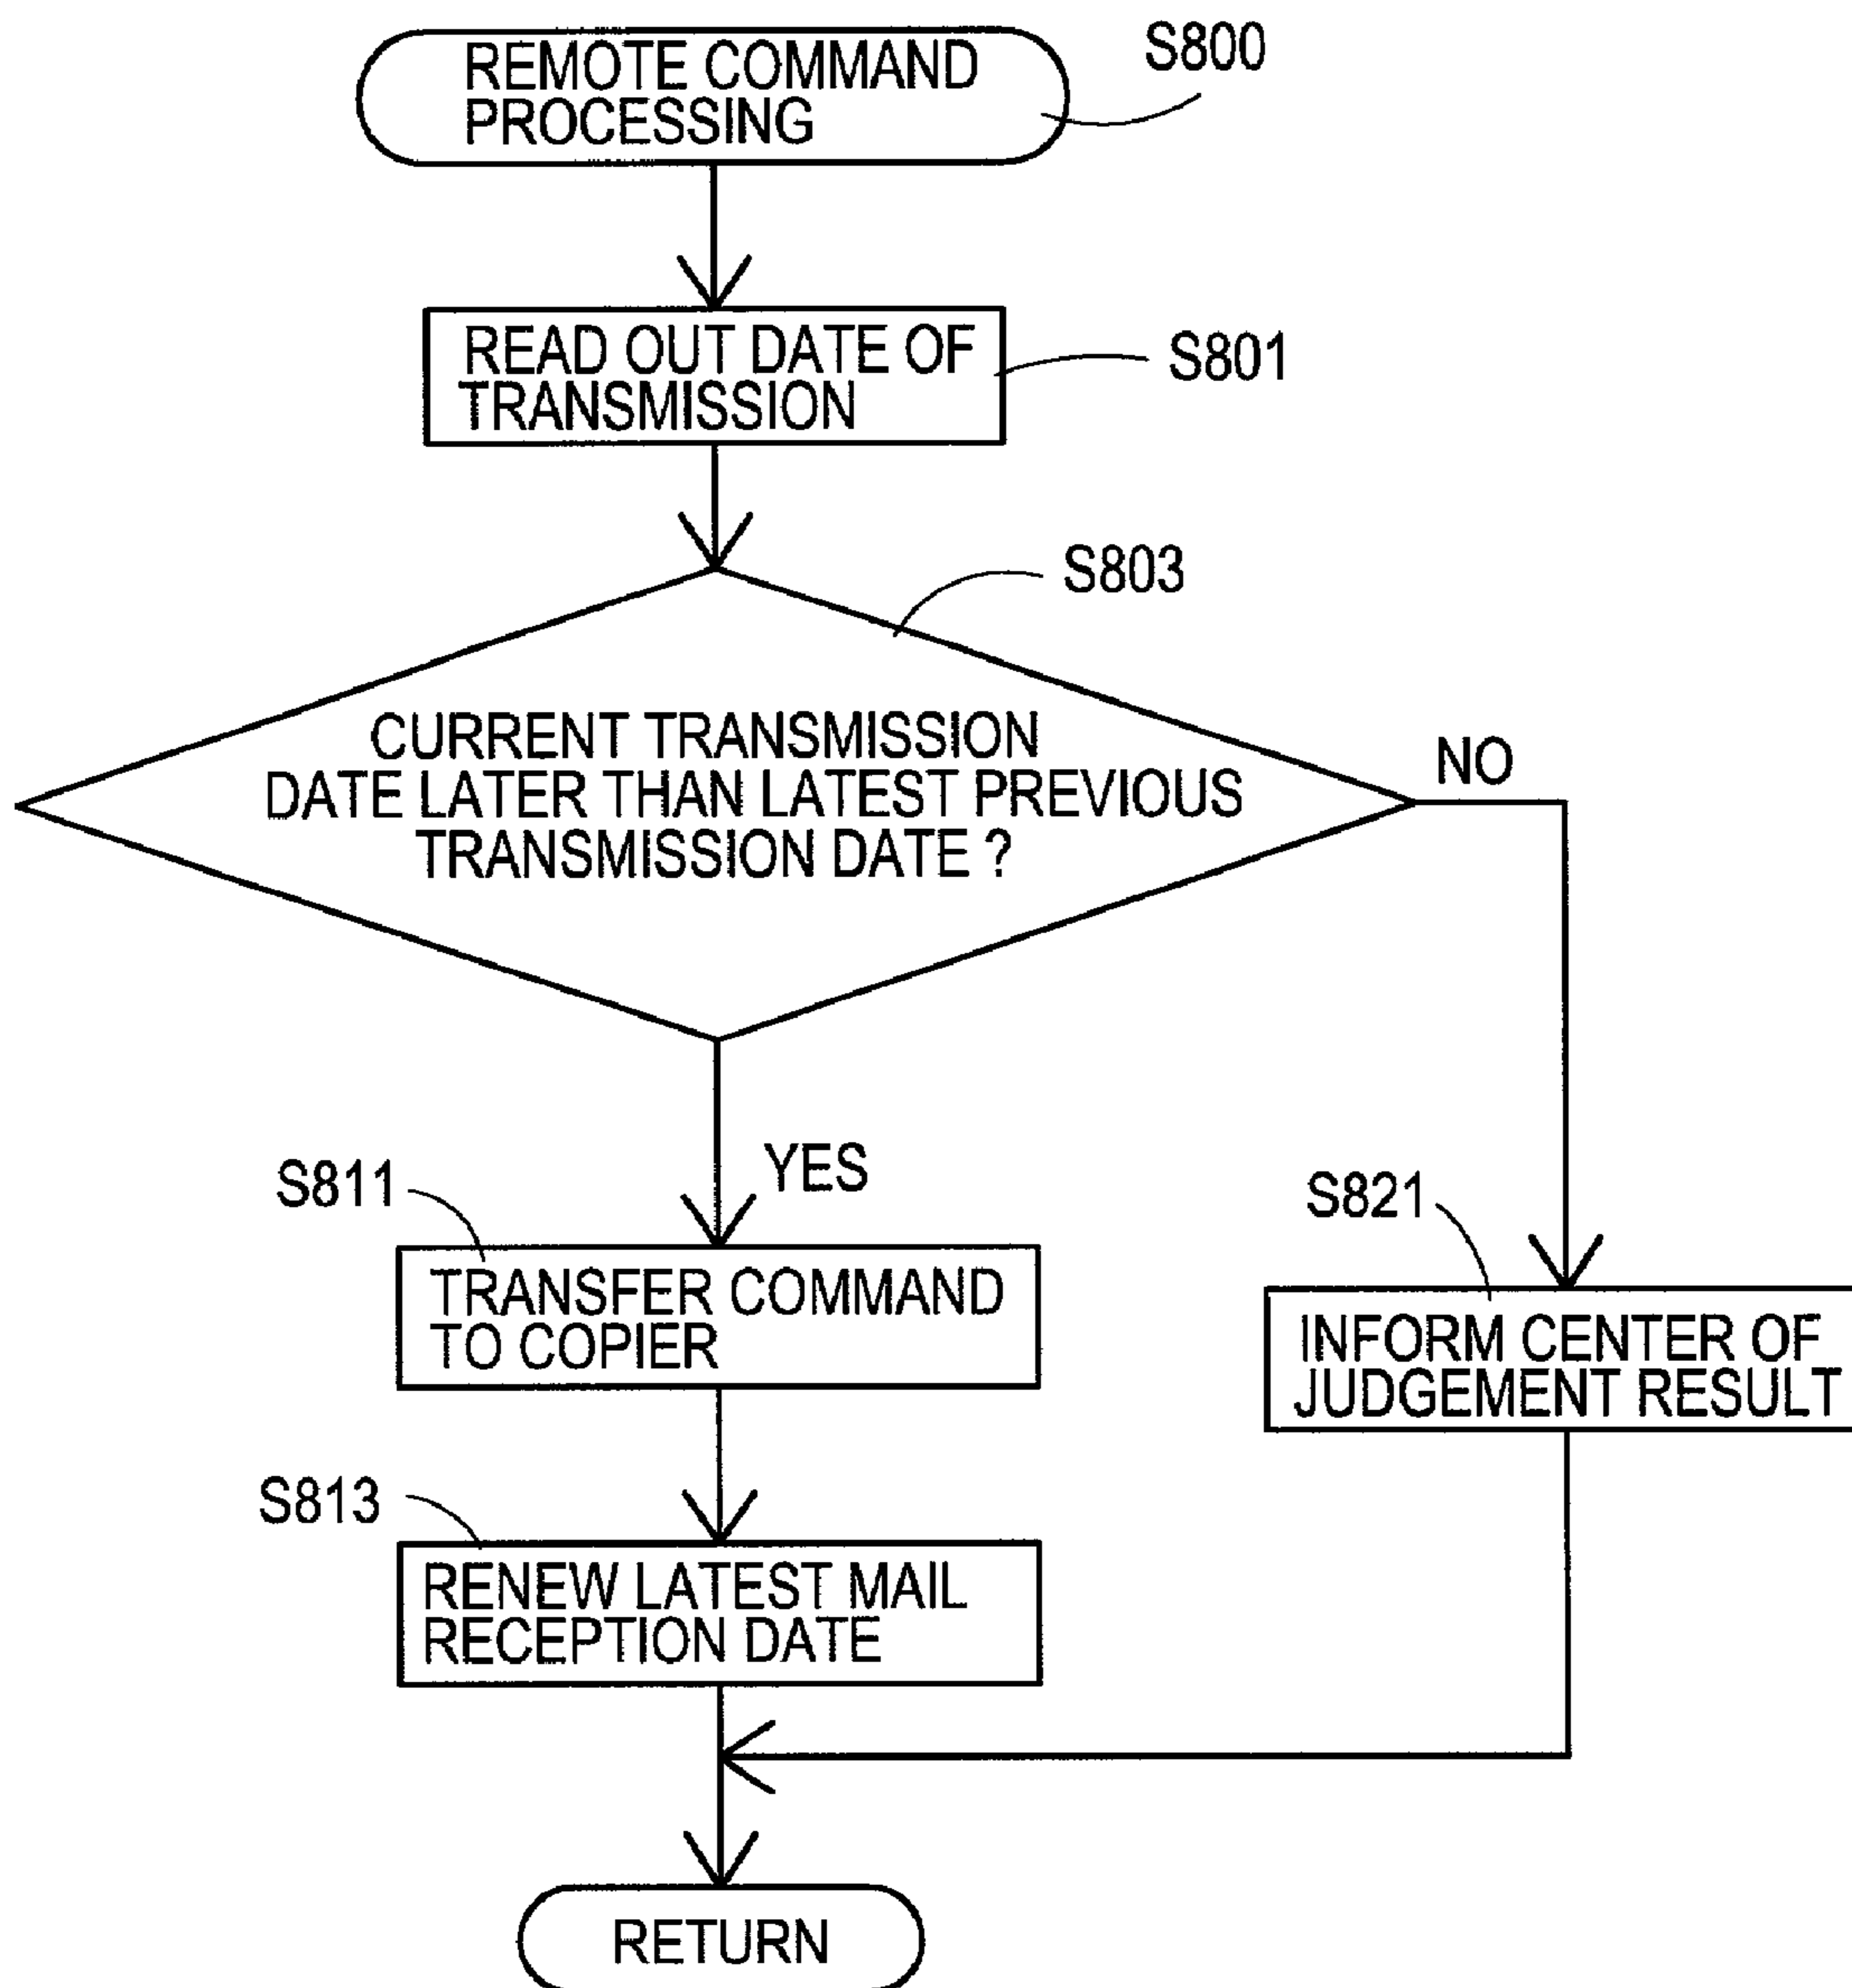 REMOTE COMMAND
PROCESSING
S800
READ OUT DATE OF
TRANSMISSION
S801
S803
CURRENT TRANSMISSION
DATE LATER THAN LATEST PREVIOUS
TRANSMISSION DATE ?
NO
YES
S811
TRANSFER COMMAND
TO COPIER
S821
INFORM CENTER OF
JUDGEMENT RESULT
S813
RENEW LATEST MAIL
RECEPTION DATE
RETURN